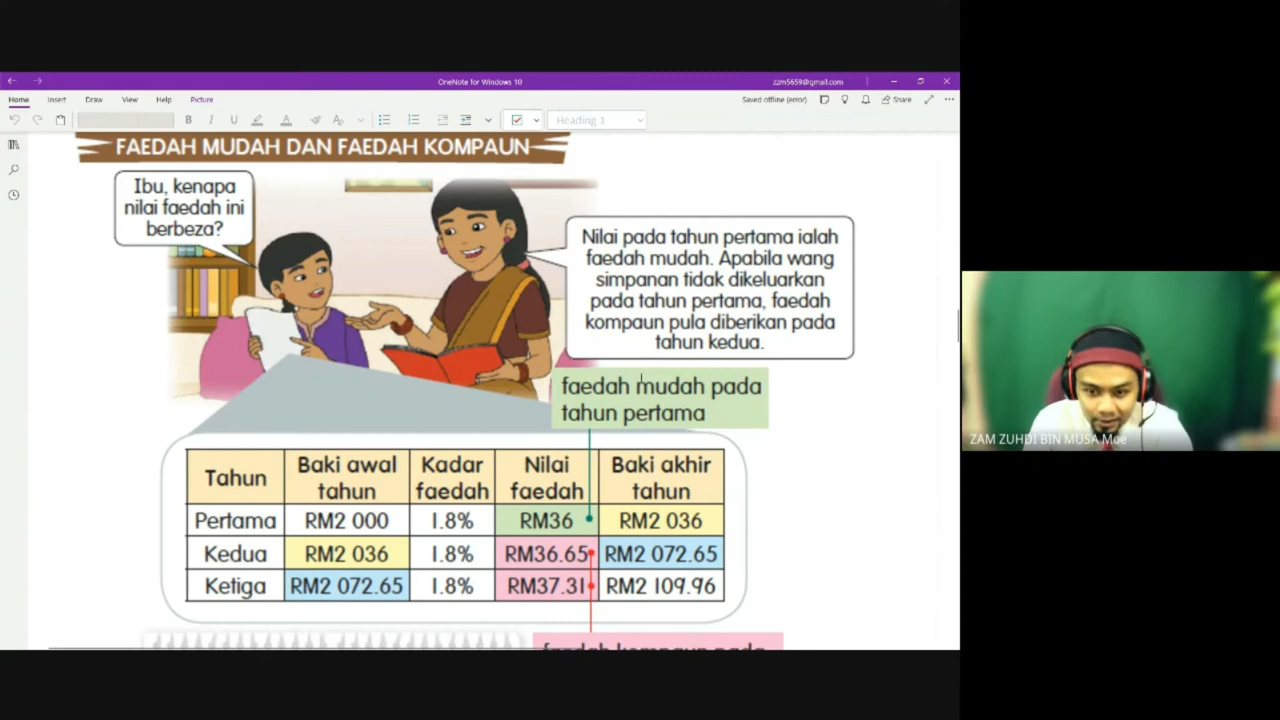 OneNote for Windows 10
zzm5659@gmail.com
Home Insert Draw View Help Picture
Saved offline (error)
Share
B I U
Heading 1
FAEDAH MUDAH DAN FAEDAH KOMPAUN
Ibu, kenapa
nilai faedah ini
berbeza?
Nilai pada tahun pertama ialah
faedah mudah. Apabila wang
simpanan tidak dikeluarkan
pada tahun pertama, faedah
kompaun pula diberikan pada
tahun kedua.
faedah mudah pada
tahun pertama
Tahun Baki awal tahun Kadar faedah Nilai faedah Baki akhir tahun
Pertama RM2 000 1.8% RM36 RM2 036
Kedua RM2 036 1.8% RM36.65 RM2 072.65
Ketiga RM2 072.65 1.8% RM37.31 RM2 109.96
faedah kompaun pada
ZAM ZUHDI BIN MUSA Moe